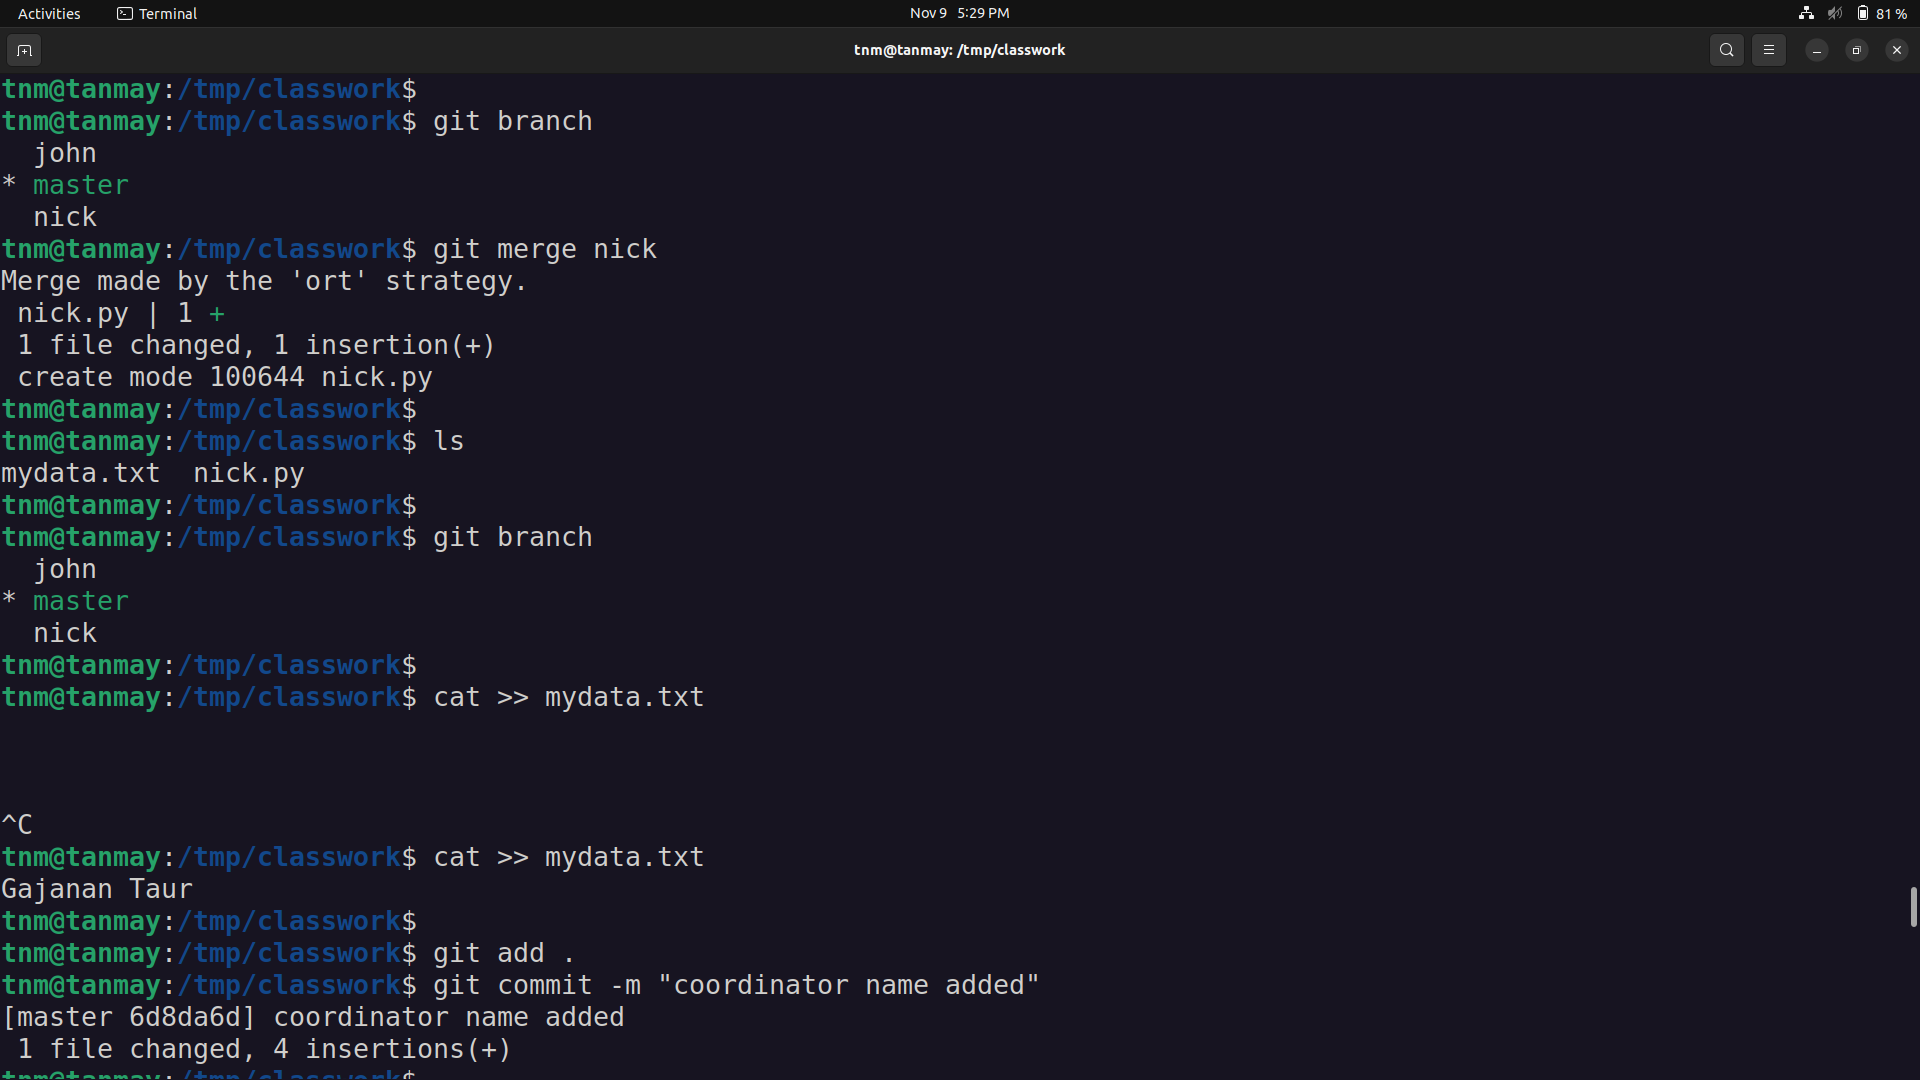 Activities Terminal Nov 9 5:29 PM 81 %
tnm@tanmay: /tmp/classwork
tnm@tanmay:/tmp/classwork$
tnm@tanmay:/tmp/classwork$ git branch
  john
* master
  nick
tnm@tanmay:/tmp/classwork$ git merge nick
Merge made by the 'ort' strategy.
 nick.py | 1 +
 1 file changed, 1 insertion(+)
 create mode 100644 nick.py
tnm@tanmay:/tmp/classwork$
tnm@tanmay:/tmp/classwork$ ls
mydata.txt  nick.py
tnm@tanmay:/tmp/classwork$
tnm@tanmay:/tmp/classwork$ git branch
  john
* master
  nick
tnm@tanmay:/tmp/classwork$
tnm@tanmay:/tmp/classwork$ cat >> mydata.txt
^C
tnm@tanmay:/tmp/classwork$ cat >> mydata.txt
Gajanan Taur
tnm@tanmay:/tmp/classwork$
tnm@tanmay:/tmp/classwork$ git add .
tnm@tanmay:/tmp/classwork$ git commit -m "coordinator name added"
[master 6d8da6d] coordinator name added
 1 file changed, 4 insertions(+)
tnm@tanmay:/tmp/classwork$